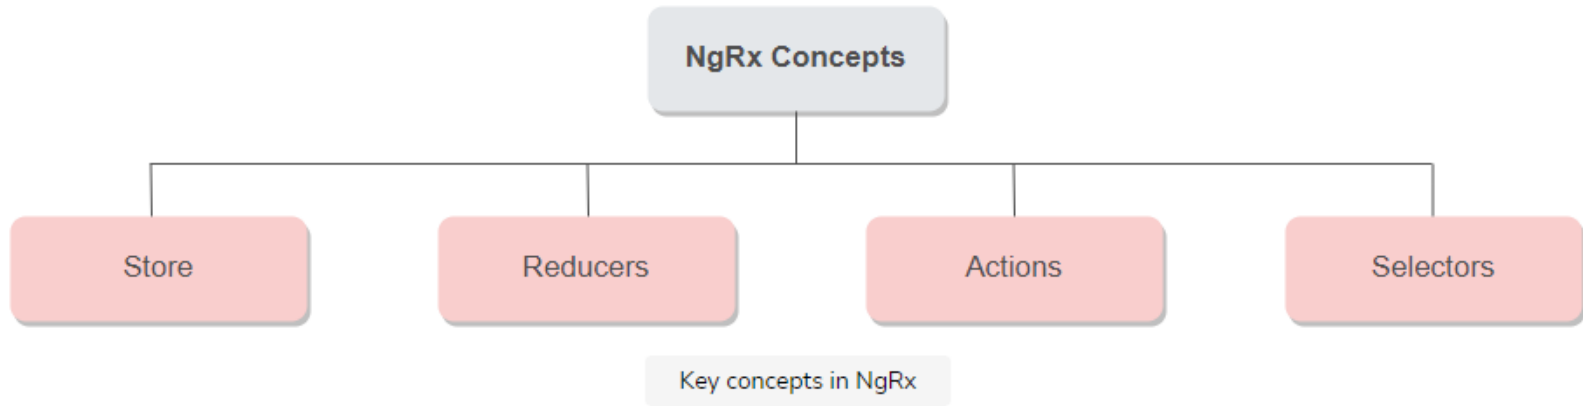 NgRx Concepts
Store
Reducers
Actions
Selectors
Key concepts in NgRx